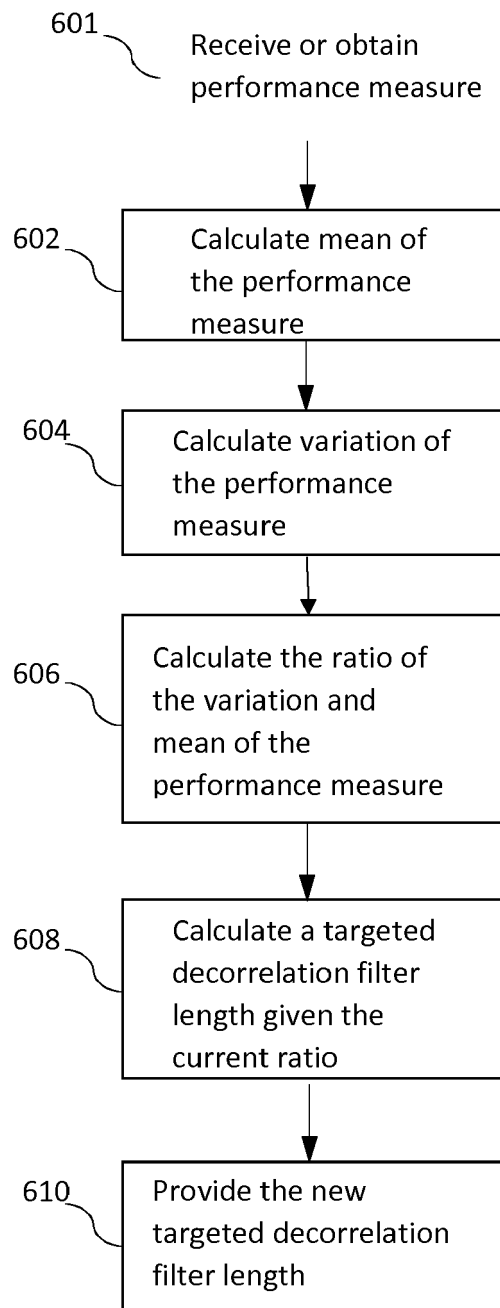 601
Receive or obtain
performance measure
602
Calculate mean of
the performance
measure
604
Calculate variation of
the performance
measure
606
Calculate the ratio of
the variation and
mean of the
performance measure
608
Calculate a targeted
decorrelation filter
length given the
current ratio
610
Provide the new
targeted decorrelation
filter length